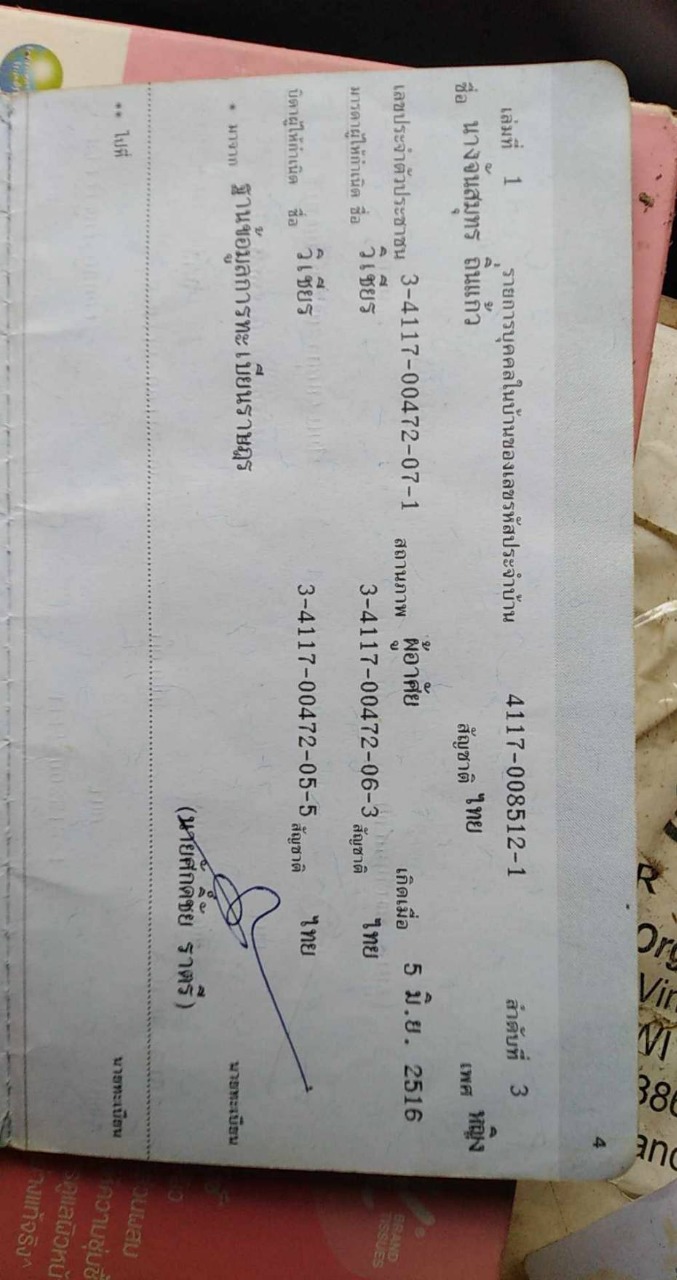 4
เล่มที่ 1 รายการบุคคลในบ้านของเลขรหัสประจำบ้าน 4117-008512-1 ลำดับที่ 3
ชื่อ นางจันสมุทร ถิ่นแก้ว สัญชาติ ไทย เพศ หญิง
เลขประจำตัวประชาชน 3-4117-00472-07-1 สถานภาพ ผู้อาศัย เกิดเมื่อ 5 มิ.ย. 2516
มารดาผู้ให้กำเนิด ชื่อ วิเชียร 3-4117-00472-06-3 สัญชาติ ไทย
บิดาผู้ให้กำเนิด ชื่อ วิเชียร 3-4117-00472-05-5 สัญชาติ ไทย
* มาจาก ฐานข้อมูลการทะเบียนราษฎร
นายทะเบียน
(นายศักดิ์ชัย ราตรี)
** ไปที่
นายทะเบียน
BRAND
TISSUES
R